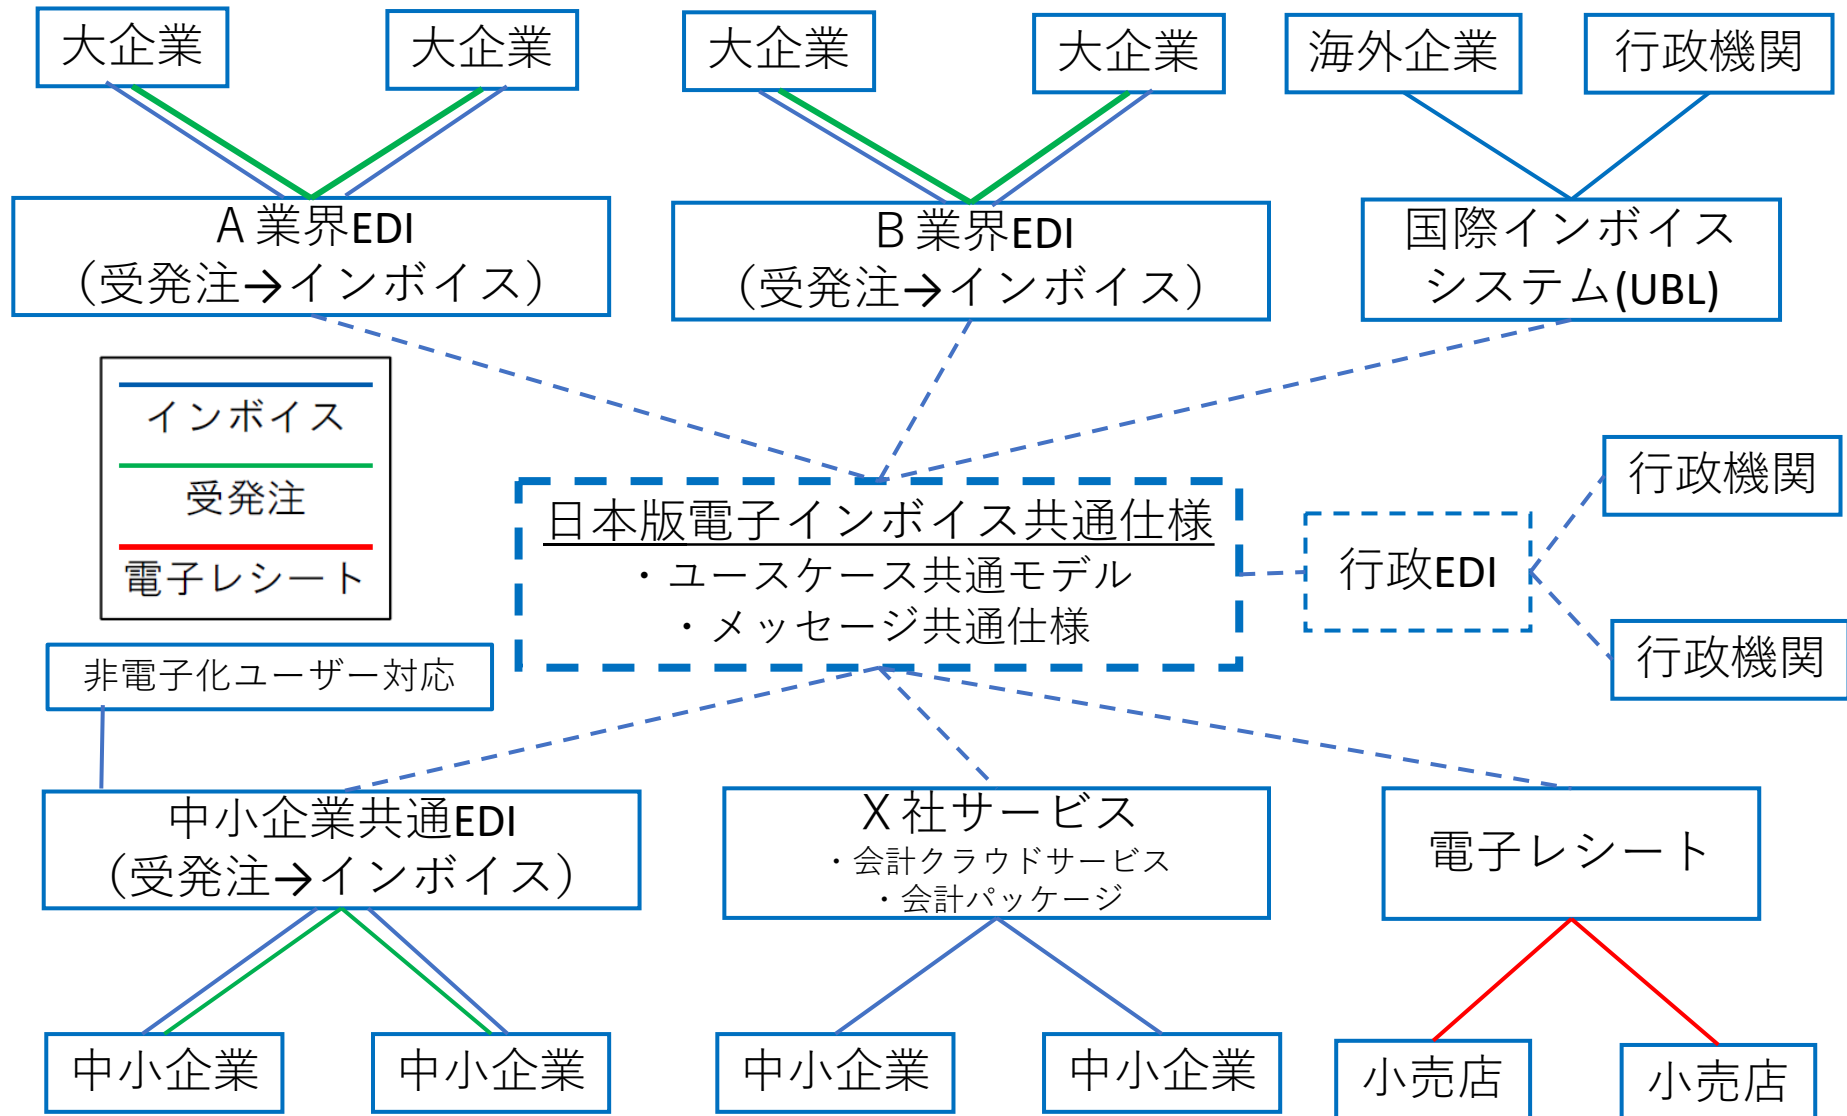 大企業
大企業
大企業
大企業
海外企業
行政機関
A業界EDI
（受発注→インボイス）
B業界EDI
（受発注→インボイス）
国際インボイス
システム(UBL)
インボイス
受発注
電子レシート
日本版電子インボイス共通仕様
・ユースケース共通モデル
・メッセージ共通仕様
行政EDI
行政機関
行政機関
非電子化ユーザー対応
中小企業共通EDI
（受発注→インボイス）
X社サービス
・会計クラウドサービス
・会計パッケージ
電子レシート
中小企業
中小企業
中小企業
中小企業
小売店
小売店